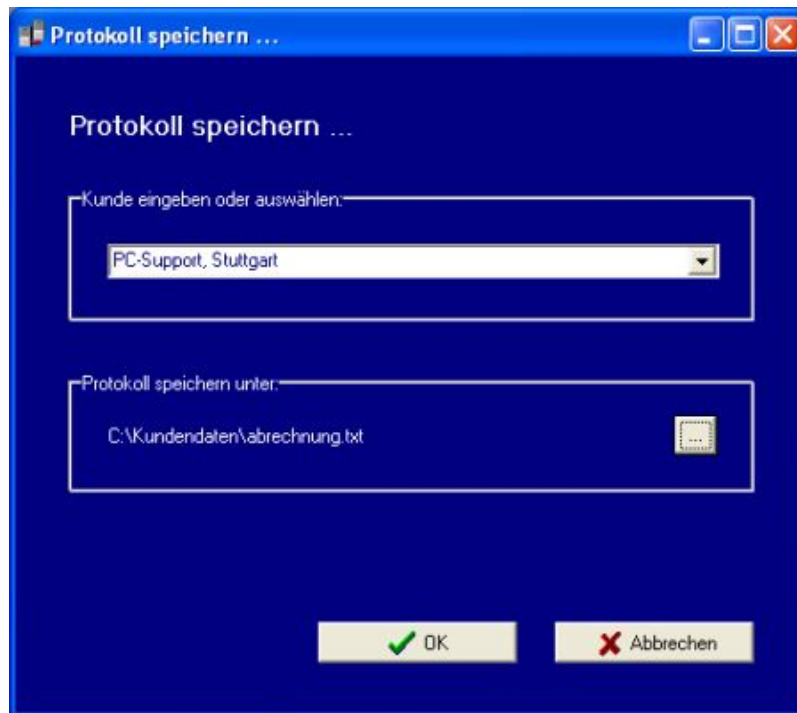 Protokoll speichern ...
Protokoll speichern ...
Kunde eingeben oder auswählen:
PC-Support, Stuttgart
Protokoll speichern unter:
C:\Kundendaten\abrechnung.txt
...
OK
Abbrechen